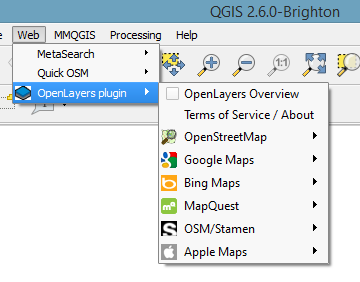 QGIS 2.6.0-Brighton
e Web MMQGIS Processing Help
MetaSearch
Quick OSM
OpenLayers plugin
1:1
OpenLayers Overview
Terms of Service / About
OpenStreetMap
Google Maps
Bing Maps
MapQuest
OSM/Stamen
Apple Maps